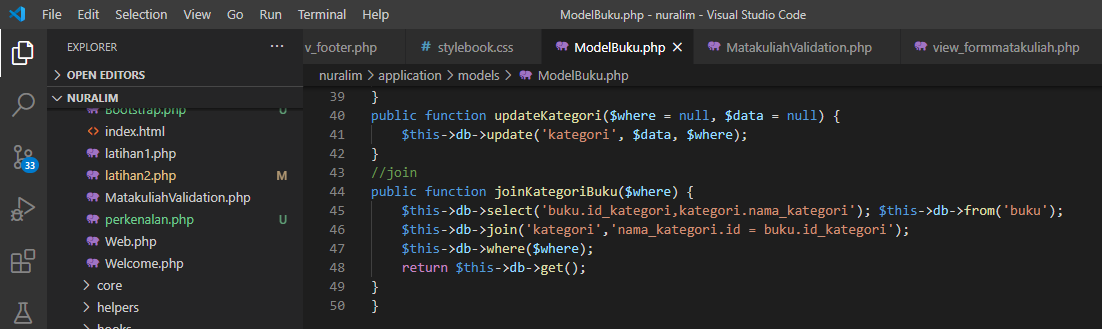 File Edit Selection View Go Run Terminal Help ModelBuku.php - nuralim - Visual Studio Code
EXPLORER ···
v_footer.php # stylebook.css ModelBuku.php × MatakuliahValidation.php view_formmatakuliah.php
> OPEN EDITORS
nuralim > application > models > ModelBuku.php
NURALIM
Bootstrap.php U
<> index.html
latihan1.php
latihan2.php M
MatakuliahValidation.php
perkenalan.php U
Web.php
Welcome.php
> core
> helpers
> hooks
33
39 }
40 public function updateKategori($where = null, $data = null) {
41 $this->db->update('kategori', $data, $where);
42 }
43 //join
44 public function joinKategoriBuku($where) {
45 $this->db->select('buku.id_kategori,kategori.nama_kategori'); $this->db->from('buku');
46 $this->db->join('kategori','nama_kategori.id = buku.id_kategori');
47 $this->db->where($where);
48 return $this->db->get();
49 }
50 }